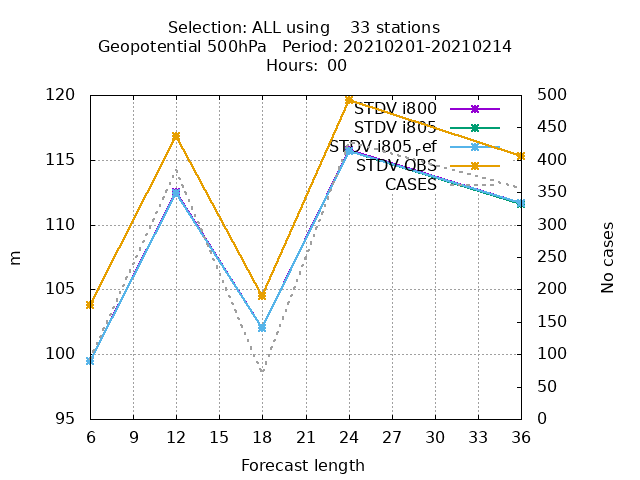 Selection: ALL using 33 stations
Geopotential 500hPa Period: 20210201-20210214
Hours: 00
120 500
STDV i800
450
STDV i805
STDV i805_ref
115 400
STDV OBS
CASES
350
110 300
250
105 200
150
100 100
50
95 0
m
No cases
6 9 12 15 18 21 24 27 30 33 36
Forecast length